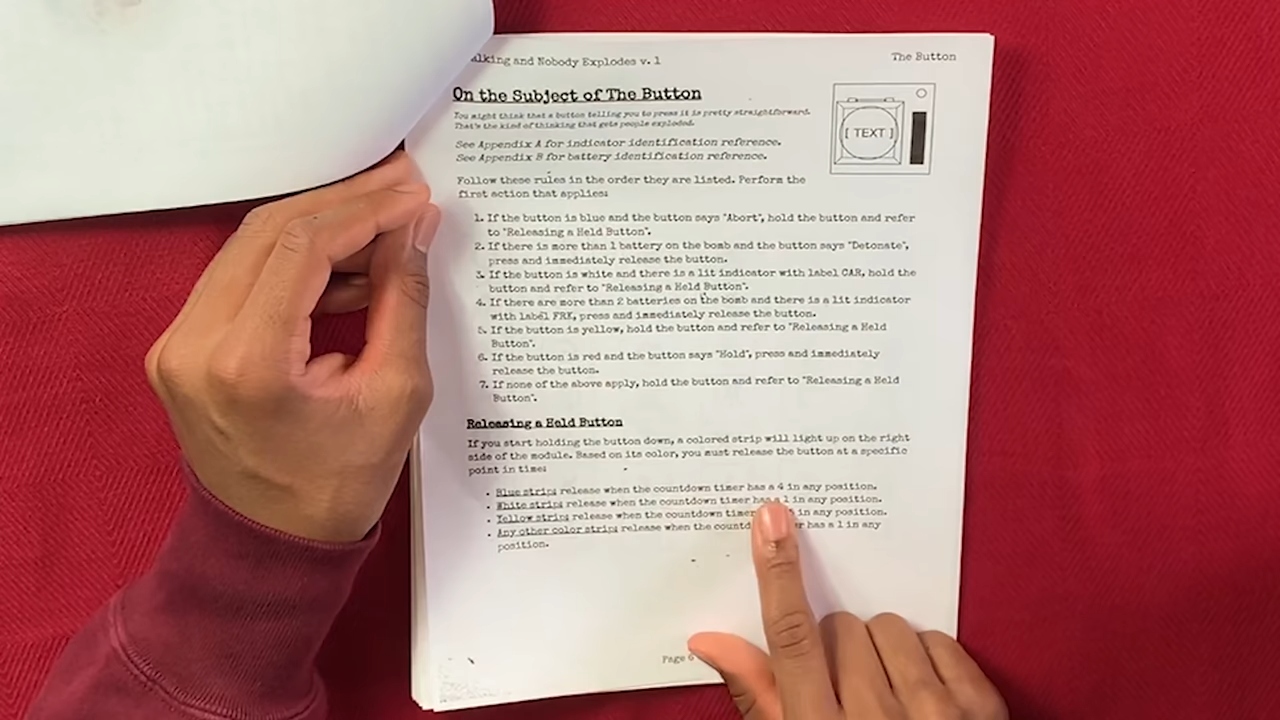 lking and Nobody Explodes v. 1
The Button
On the Subject of The Button
You might think that a button telling you to press it is pretty straightforward.
That's the kind of thinking that gets people exploded.
[ TEXT ]
See Appendix A for indicator identification reference.
See Appendix B for battery identification reference.
Follow these rules in the order they are listed. Perform the
first action that applies:
1. If the button is blue and the button says "Abort", hold the button and refer
to "Releasing a Held Button".
2. If there is more than 1 battery on the bomb and the button says "Detonate",
press and immediately release the button.
3. If the button is white and there is a lit indicator with label CAR, hold the
button and refer to "Releasing a Held Button".
4. If there are more than 2 batteries on the bomb and there is a lit indicator
with label FRK, press and immediately release the button.
5. If the button is yellow, hold the button and refer to "Releasing a Held
Button".
6. If the button is red and the button says "Hold", press and immediately
release the button.
7. If none of the above apply, hold the button and refer to "Releasing a Held
Button".
Releasing a Held Button
If you start holding the button down, a colored strip will light up on the right
side of the module. Based on its color, you must release the button at a specific
point in time:
• Blue strip: release when the countdown timer has a 4 in any position.
• White strip: release when the countdown timer has a 1 in any position.
• Yellow strip: release when the countdown timer in any position.
• Any other color strip: release when the countd er has a 1 in any
position.
Page 6